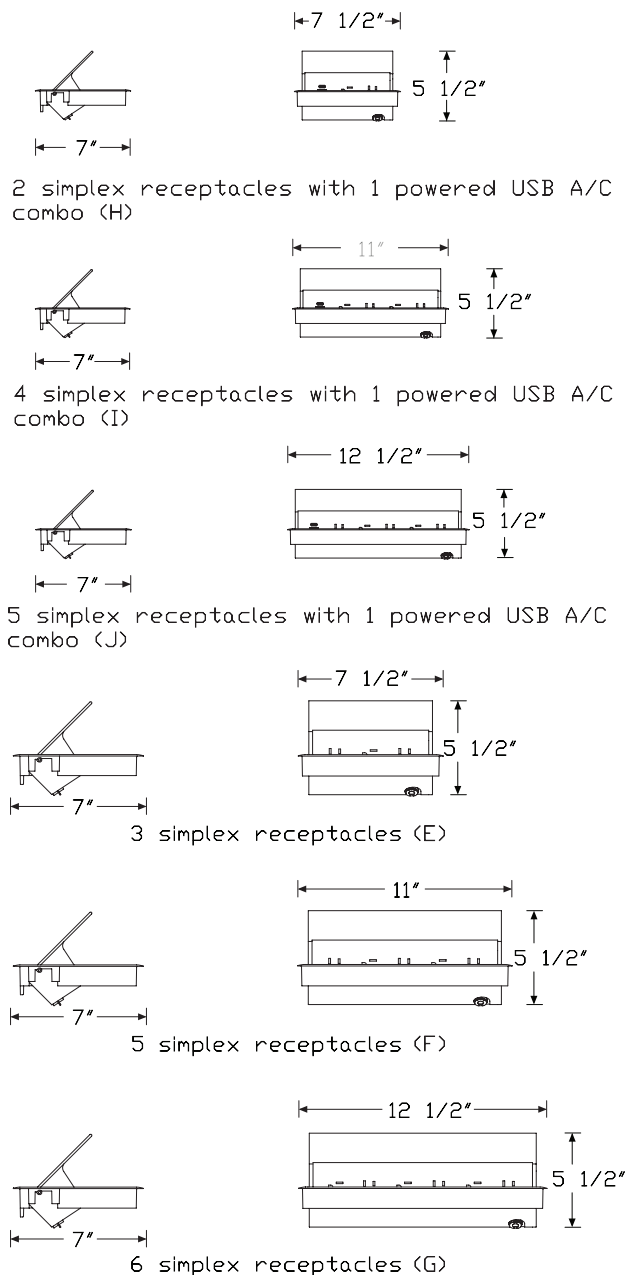 7 1/2"
5 1/2"
7"
2 simplex receptacles with 1 powered USB A/C
combo (H)
11"
5 1/2"
7"
4 simplex receptacles with 1 powered USB A/C
combo (I)
12 1/2"
5 1/2"
7"
5 simplex receptacles with 1 powered USB A/C
combo (J)
7 1/2"
5 1/2"
7"
3 simplex receptacles (E)
11"
5 1/2"
7"
5 simplex receptacles (F)
12 1/2"
5 1/2"
7"
6 simplex receptacles (G)